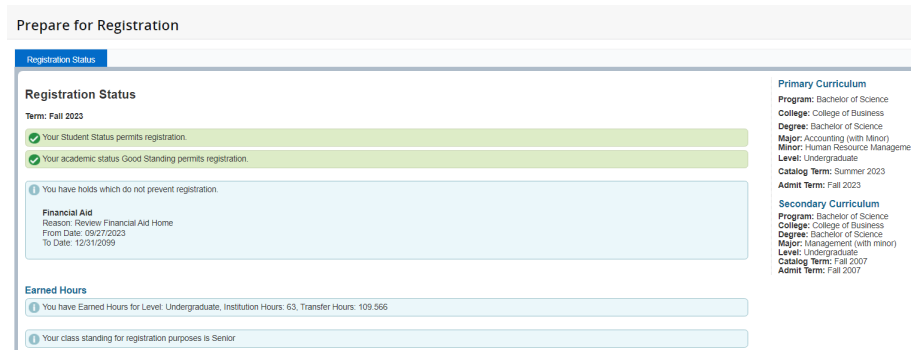 Prepare for Registration
Registration Status
Registration Status
Term: Fall 2023
Your Student Status permits registration.
Your academic status Good Standing permits registration.
You have holds which do not prevent registration.
Financial Aid
Reason: Review Financial Aid Home
From Date: 09/27/2023
To Date: 12/31/2099
Earned Hours
You have Earned Hours for Level: Undergraduate, Institution Hours: 63, Transfer Hours: 109.566
Your class standing for registration purposes is Senior
Primary Curriculum
Program: Bachelor of Science
College: College of Business
Degree: Bachelor of Science
Major: Accounting (with Minor)
Minor: Human Resource Manageme
Level: Undergraduate
Catalog Term: Summer 2023
Admit Term: Fall 2023
Secondary Curriculum
Program: Bachelor of Science
College: College of Business
Degree: Bachelor of Science
Major: Management (with minor)
Level: Undergraduate
Catalog Term: Fall 2007
Admit Term: Fall 2007